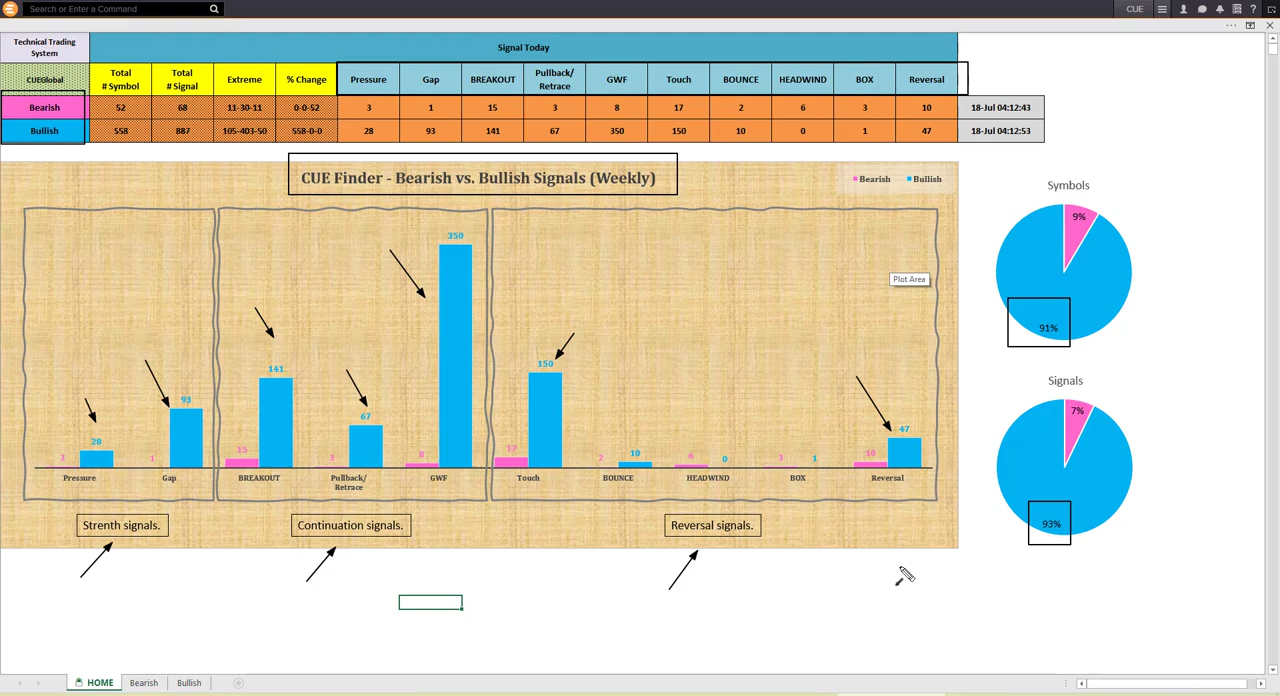 Search or Enter a Command
CUE
?
Technical Trading System
Signal Today
CUEGlobal Total # Symbol Total # Signal Extreme % Change Pressure Gap BREAKOUT Pullback/ Retrace GWF Touch BOUNCE HEADWIND BOX Reversal
Bearish 52 68 11-30-11 0-0-52 3 1 15 3 8 17 2 6 3 10 18-Jul 04:12:43
Bullish 558 887 105-403-50 558-0-0 28 93 141 67 350 150 10 0 1 47 18-Jul 04:12:53
CUE Finder - Bearish vs. Bullish Signals (Weekly)
Bearish Bullish
Symbols
9%
91%
Plot Area
350
150
141
93
67
28
47
3 1 15 3 8 17 2 10 6 0 3 1 10
Pressure Gap BREAKOUT Pullback/ Retrace GWF Touch BOUNCE HEADWIND BOX Reversal
Signals
7%
93%
Strenth signals. Continuation signals. Reversal signals.
HOME Bearish Bullish